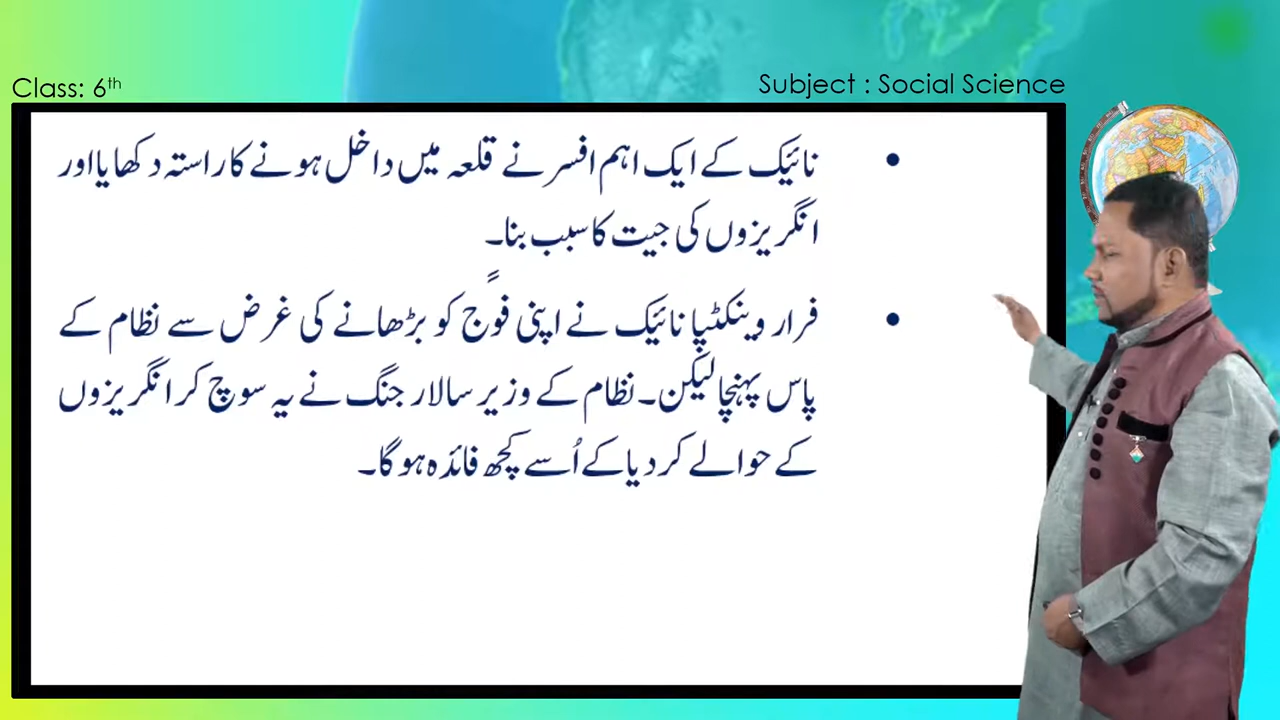 Class: 6th
Subject : Social Science
• نائیک کے ایک اہم افسر نے قلعہ میں داخل ہونے کا راستہ دکھایا اور
انگریزوں کی جیت کا سبب بنا۔
• فرار وینکٹپا نائیک نے اپنی فوًج کو بڑھانے کی غرض سے نظام کے
پاس پہنچا لیکن۔ نظام کے وزیر سالار جنگ نے یہ سوچ کر انگریزوں
کے حوالے کر دیا کے اُسے کچھ فائدہ ہو گا۔